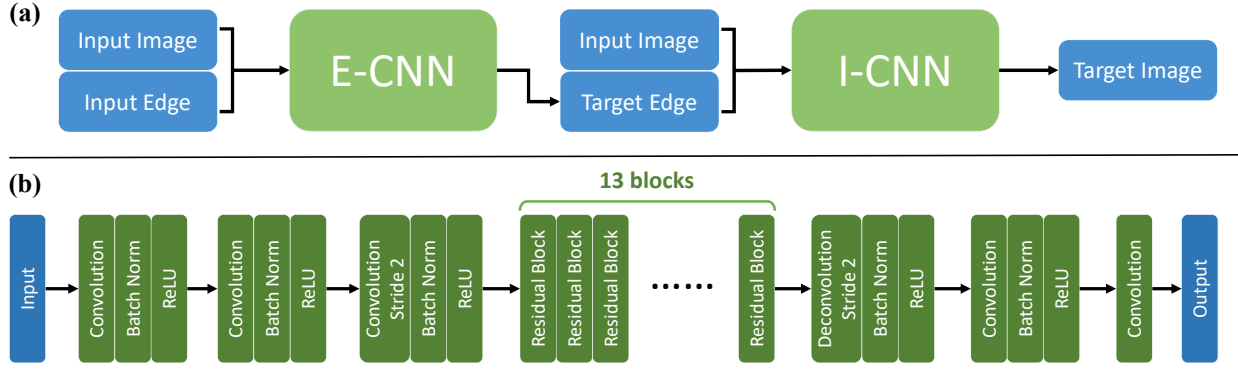 (a)
Input Image
Input Edge
E-CNN
Input Image
Target Edge
I-CNN
Target Image
(b)
13 blocks
Input
Convolution
Batch Norm
ReLU
Convolution
Batch Norm
ReLU
Convolution
Stride 2
Batch Norm
ReLU
Residual Block
Residual Block
Residual Block
......
Residual Block
Deconvolution
Stride 2
Batch Norm
ReLU
Convolution
Batch Norm
ReLU
Convolution
Output